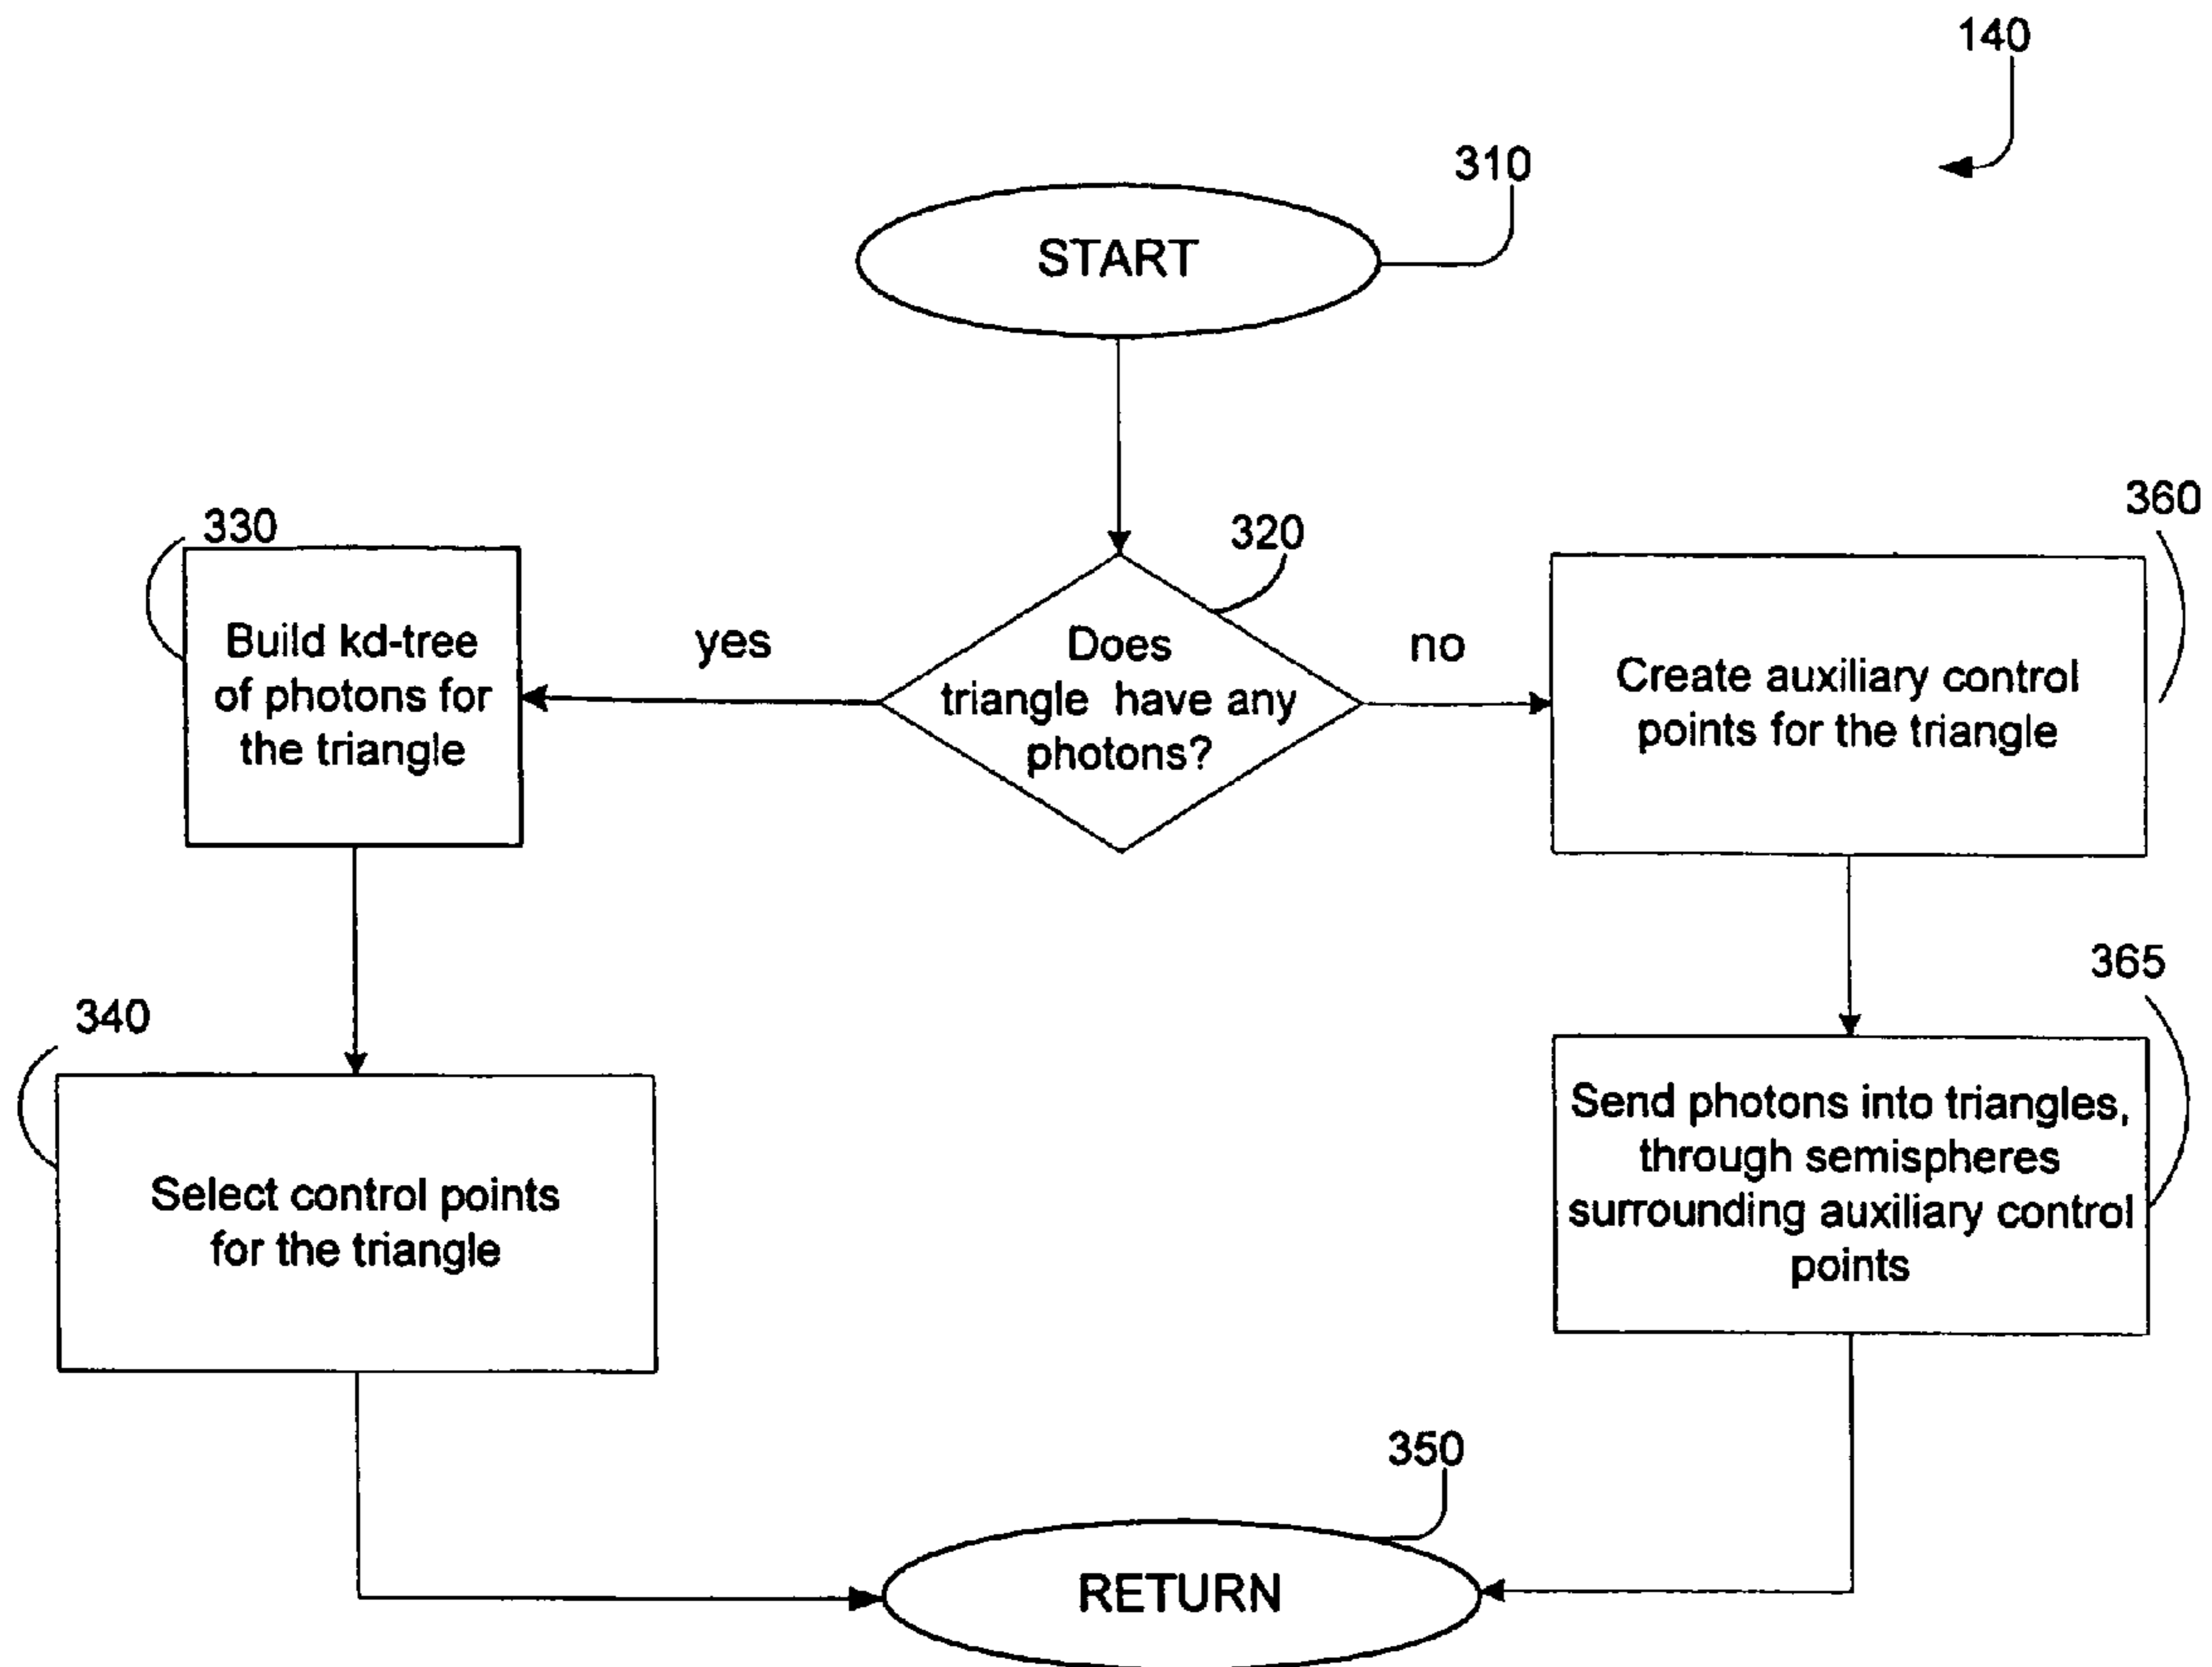 140
310
START
330
320
360
Build kd-tree
of photons for
the triangle
yes
Does
triangle have any
photons?
no
Create auxiliary control
points for the triangle
340
365
Select control points
for the triangle
Send photons into triangles,
through semispheres
surrounding auxiliary control
points
350
RETURN